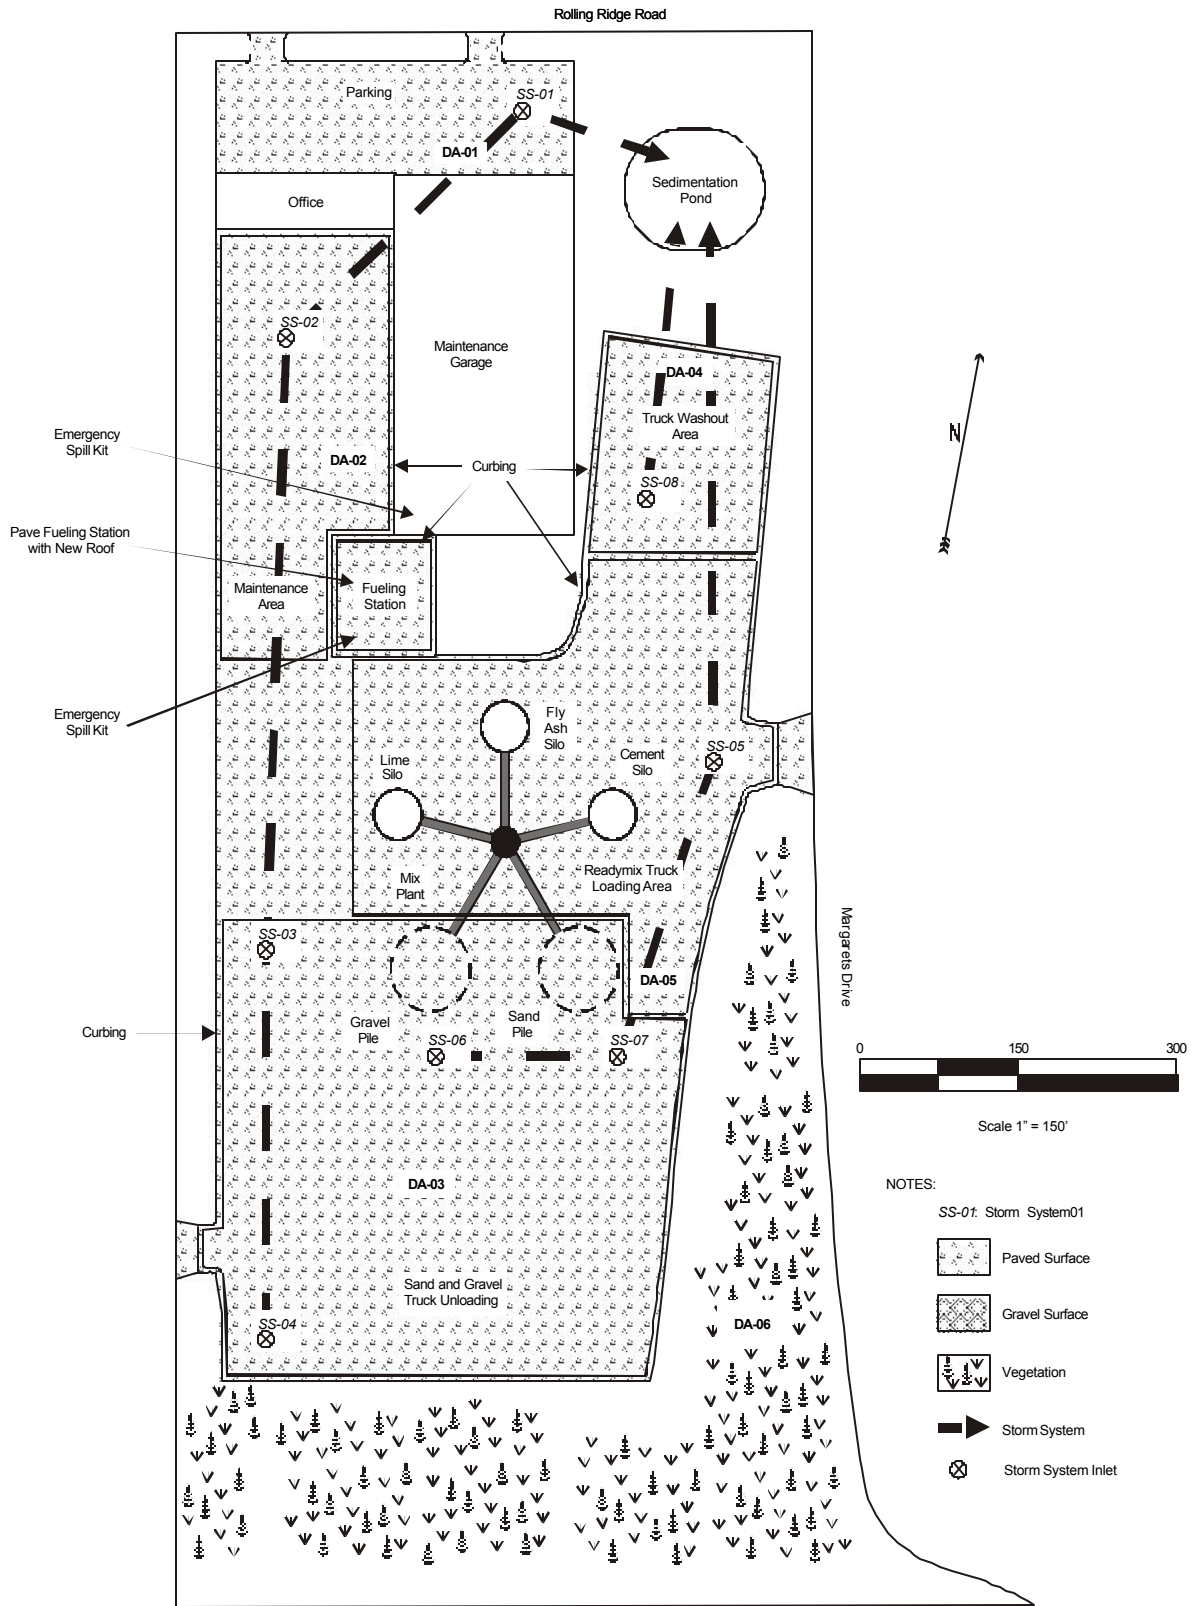 Rolling Ridge Road
Parking
SS-01
DA-01
Sedimentation
Pond
Office
SS-02
Maintenance
Garage
DA-04
Truck Washout
Area
Emergency
Spill Kit
DA-02
Curbing
SS-08
N
Pave Fueling Station
with New Roof
Maintenance
Area
Fueling
Station
Emergency
Spill Kit
Fly
Ash
Silo
Lime
Silo
Cement
Silo
SS-05
Mix
Plant
Readymix Truck
Loading Area
Margarets Drive
SS-03
DA-05
Gravel
Pile
Sand
Pile
Curbing
SS-06
SS-07
0 150 300
Scale 1" = 150'
DA-03
NOTES:
SS-01: Storm System01
Paved Surface
Sand and Gravel
Truck Unloading
Gravel Surface
SS-04
DA-06
Vegetation
Storm System
Storm System Inlet